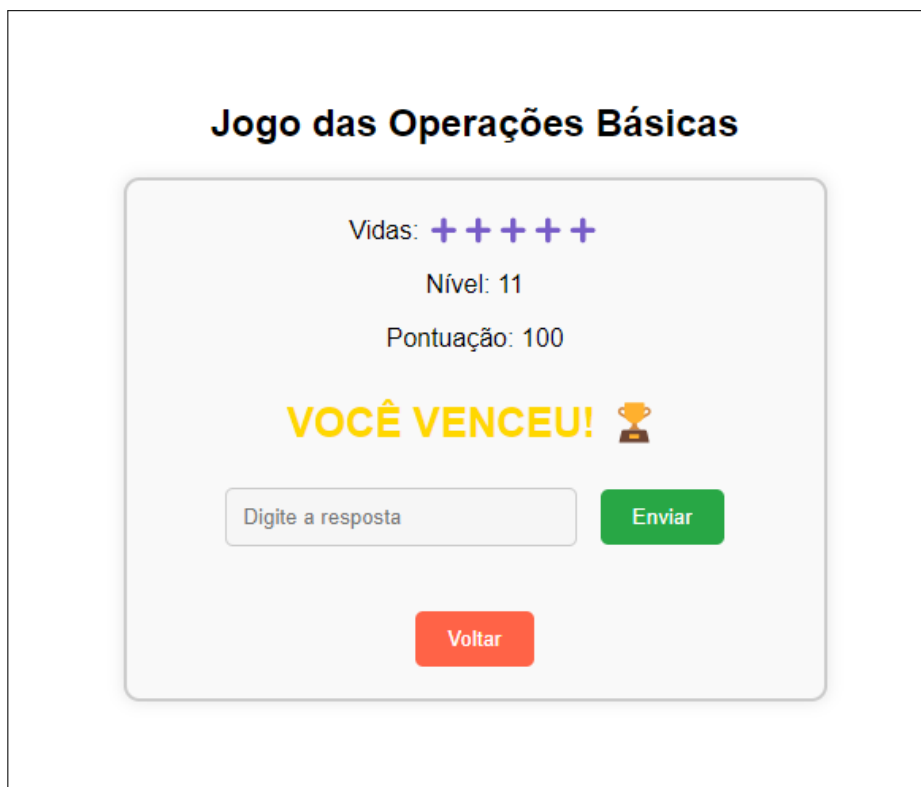 Jogo das Operações Básicas
Vidas: + + + + +
Nível: 11
Pontuação: 100
VOCÊ VENCEU! 🏆
Digite a resposta Enviar
Voltar